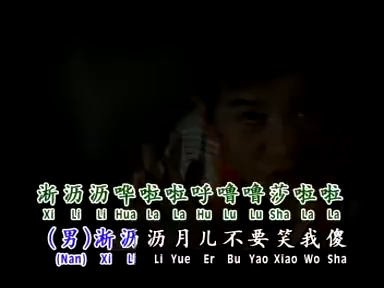 淅沥沥哗啦啦呼噜噜莎啦啦
Xi Li Li Hua La La Hu Lu Lu Sha La La
(男)淅沥沥月儿不要笑我傻
(Nan) Xi Li Li Yue Er Bu Yao Xiao Wo Sha